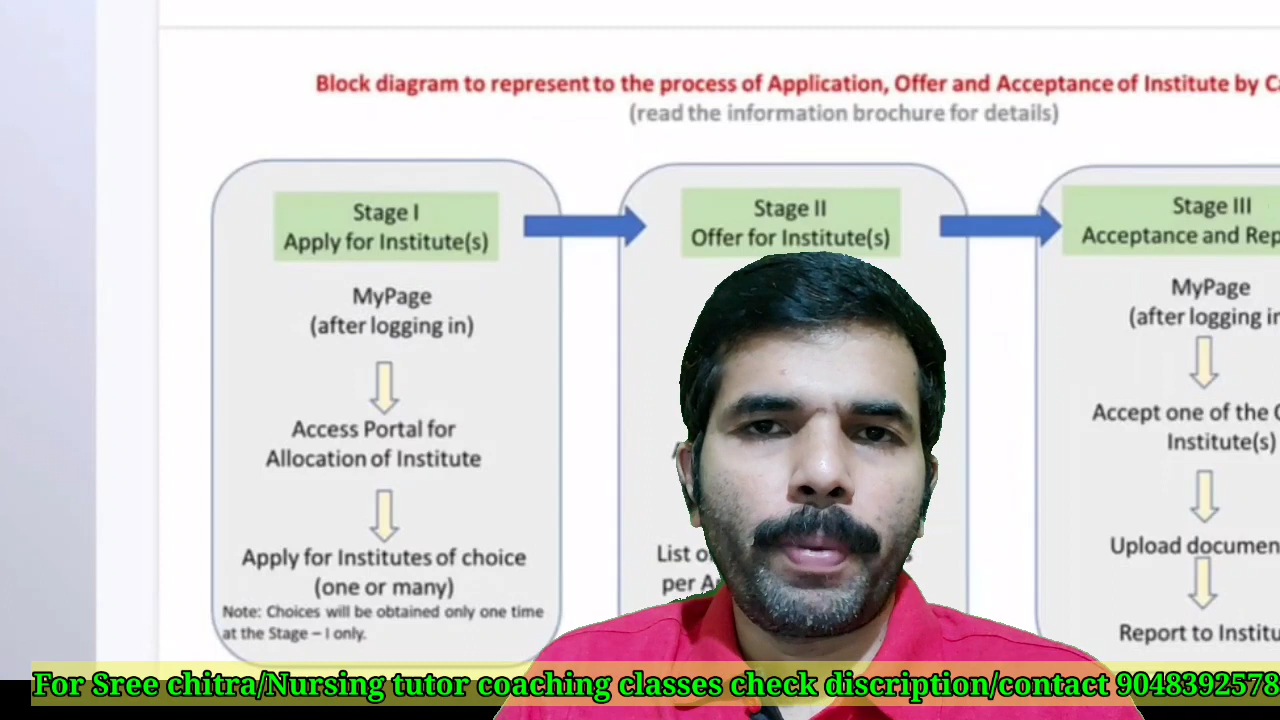 Block diagram to represent to the process of Application, Offer and Acceptance of Institute by
(read the information brochure for details)
Stage I
Apply for Institute(s)
MyPage
(after logging in)
Access Portal for
Allocation of Institute
Apply for Institutes of choice
(one or many)
Note: Choices will be obtained only one time
at the Stage – I only.
Stage II
Offer for Institute(s)
List
per
Stage III
Acceptance and
MyPage
(after logging
Accept one of the
Institute(s)
Upload
Report to
For Sree chitra/Nursing tutor coaching classes check discription/contact 9048392578